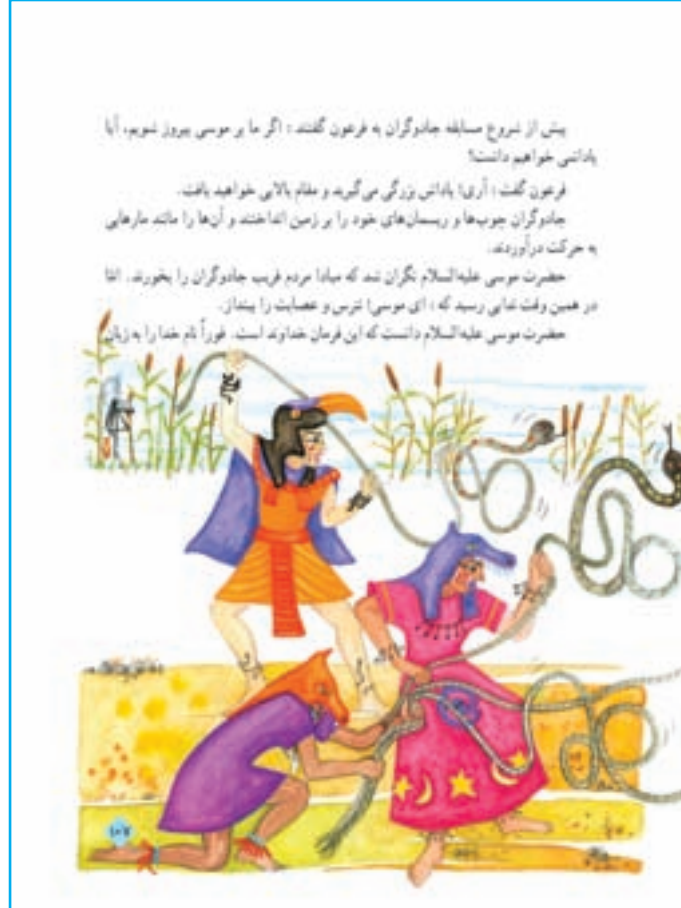 پیش از شروع مسابقه جادوگران به فرعون گفتند : اگر ما بر موسی پیروز شویم، آیا
پاداشی خواهیم داشت؟
فرعون گفت : آری؛ پاداش بزرگی می‌گیرید و مقام بالایی خواهید یافت.
جادوگران چوب‌ها و ریسمان‌های خود را بر زمین انداختند و آن‌ها را مانند مارهایی
به حرکت درآوردند.
حضرت موسی علیه‌السلام نگران شد که مبادا مردم فریب جادوگران را بخورند. امّا
در همین وقت ندایی رسید که : ای موسی! نترس و عصایت را بینداز.
حضرت موسی علیه‌السلام دانست که این فرمان خداوند است. فوراً نام خدا را به زبان
۱۰۷